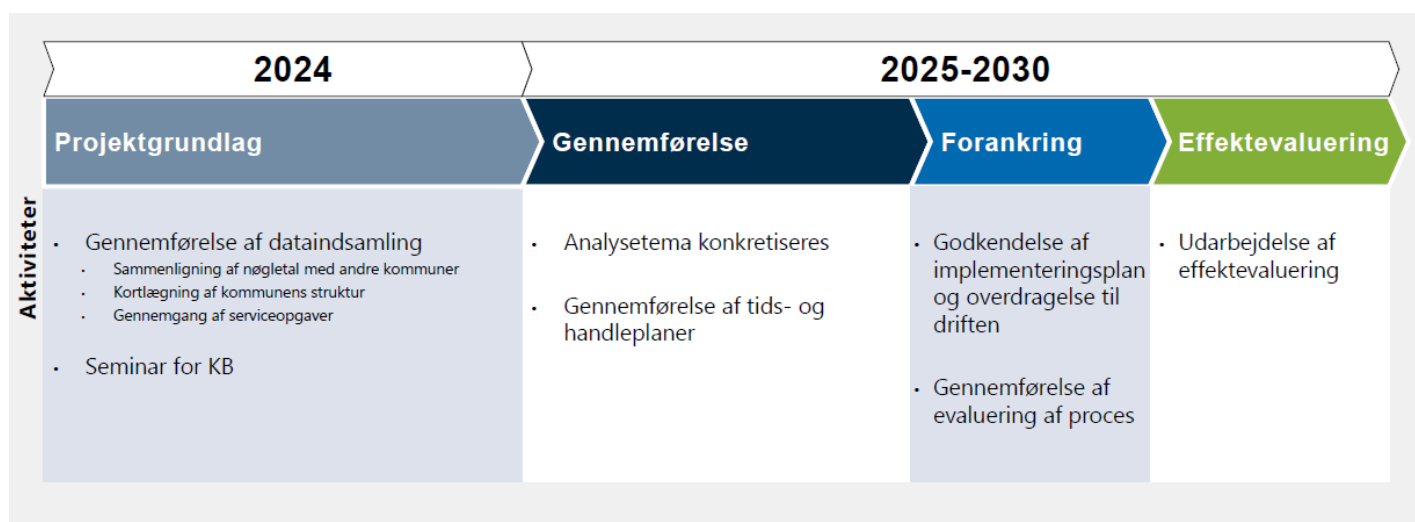 2024
2025-2030
Projektgrundlag
Gennemførelse
Forankring
Effektevaluering
Aktiviteter
· Gennemførelse af dataindsamling
· Sammenligning af nøgletal med andre kommuner
· Kortlægning af kommunens struktur
· Gennemgang af serviceopgaver
· Seminar for KB
· Analysetema konkretiseres
· Gennemførelse af tids- og
handleplaner
· Godkendelse af
implementeringsplan
og overdragelse til
driften
· Gennemførelse af
evaluering af proces
· Udarbejdelse af
effektevaluering